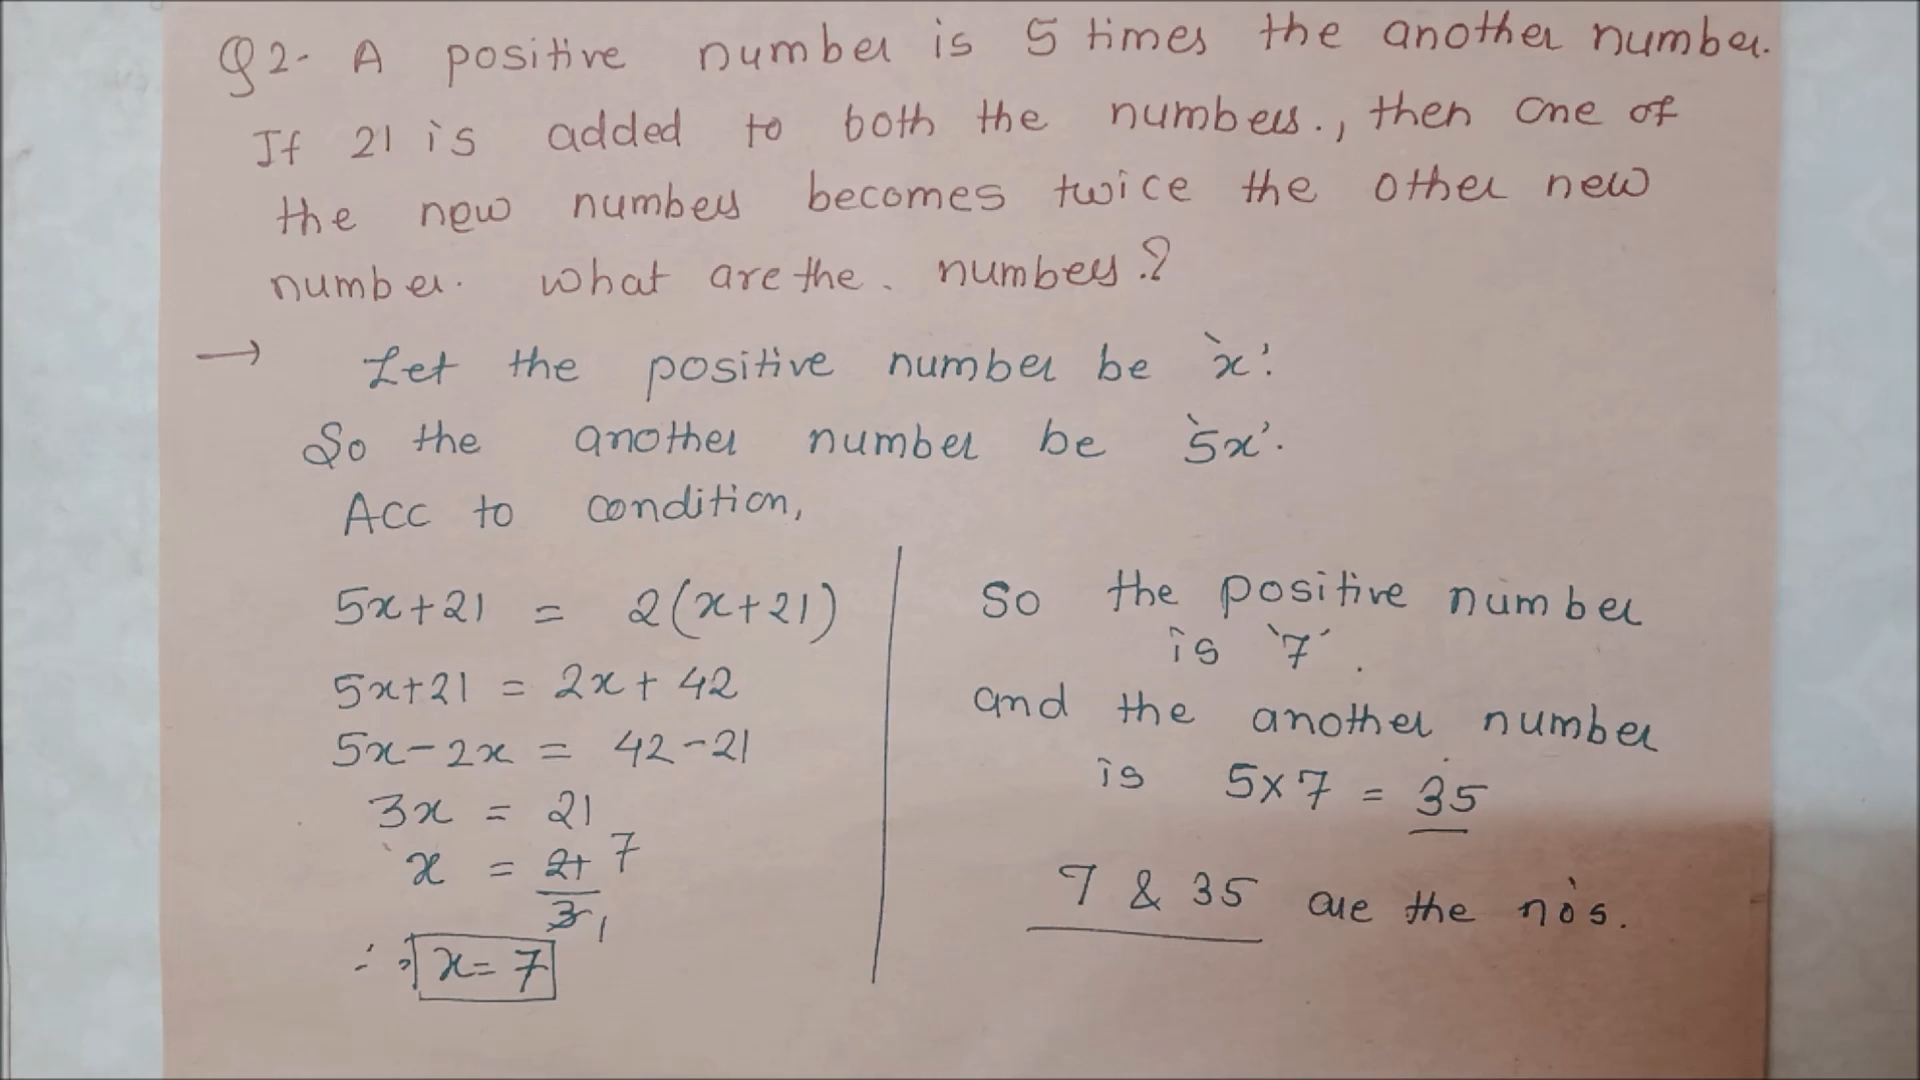 Q2- A positive number is 5 times the another number.
If 21 is added to both the numbers., then one of
the new numbers becomes twice the other new
number. what are the. numbers.?
→ Let the positive number be `x'.
So the another number be `5x'.
Acc to condition,
5x+21 = 2(x+21)
5x+21 = 2x+ 42
5x-2x = 42-21
3x = 21
x = 21/3 7 1
∴ x= 7
So the positive number
is `7'.
and the another number
is 5x7 = 35
7 & 35 are the no's.